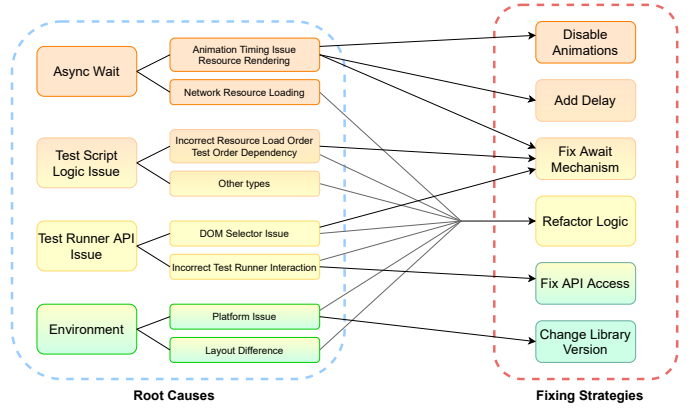 Async Wait
Animation Timing Issue
Resource Rendering
Network Resource Loading
Test Script
Logic Issue
Incorrect Resource Load Order
Test Order Dependency
Other types
Test Runner API
Issue
DOM Selector Issue
Incorrect Test Runner Interaction
Environment
Platform Issue
Layout Difference
Root Causes
Disable
Animations
Add Delay
Fix Await
Mechanism
Refactor Logic
Fix API Access
Change Library
Version
Fixing Strategies